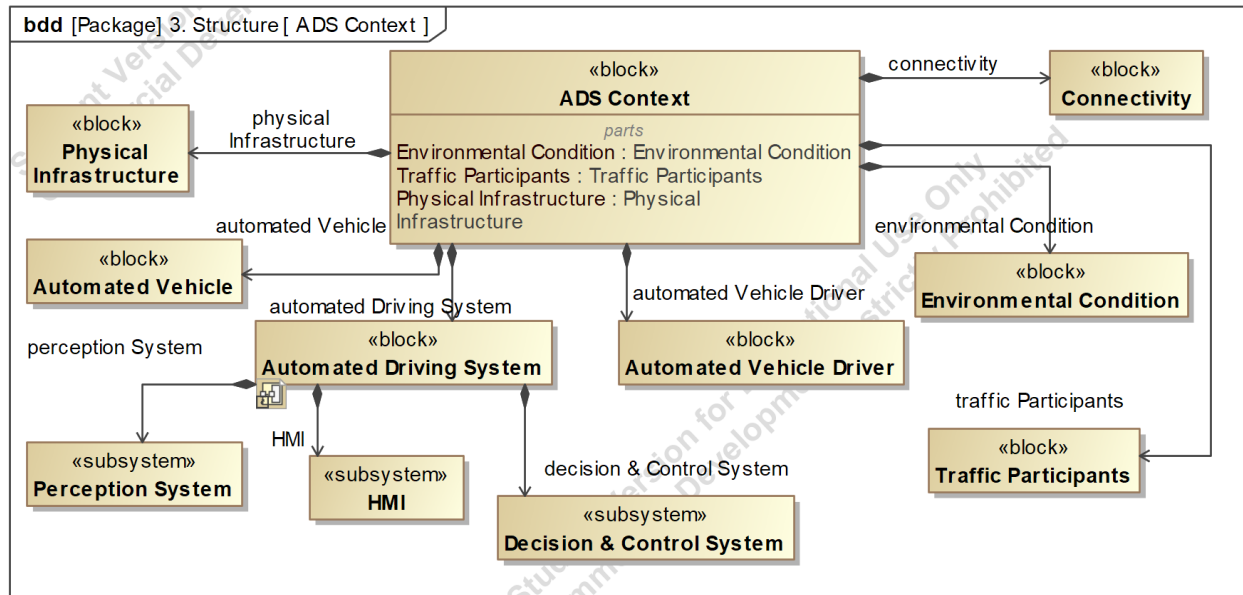 bdd [Package] 3. Structure [ ADS Context ]
«block»
ADS Context
parts
Environmental Condition : Environmental Condition
Traffic Participants : Traffic Participants
Physical Infrastructure : Physical
Infrastructure
connectivity
«block»
Connectivity
physical
Infrastructure
«block»
Physical
Infrastructure
automated Vehicle
«block»
Automated Vehicle
environmental Condition
«block»
Environmental Condition
automated Driving System
«block»
Automated Driving System
automated Vehicle Driver
«block»
Automated Vehicle Driver
perception System
«subsystem»
Perception System
HMI
«subsystem»
HMI
decision & Control System
«subsystem»
Decision & Control System
traffic Participants
«block»
Traffic Participants